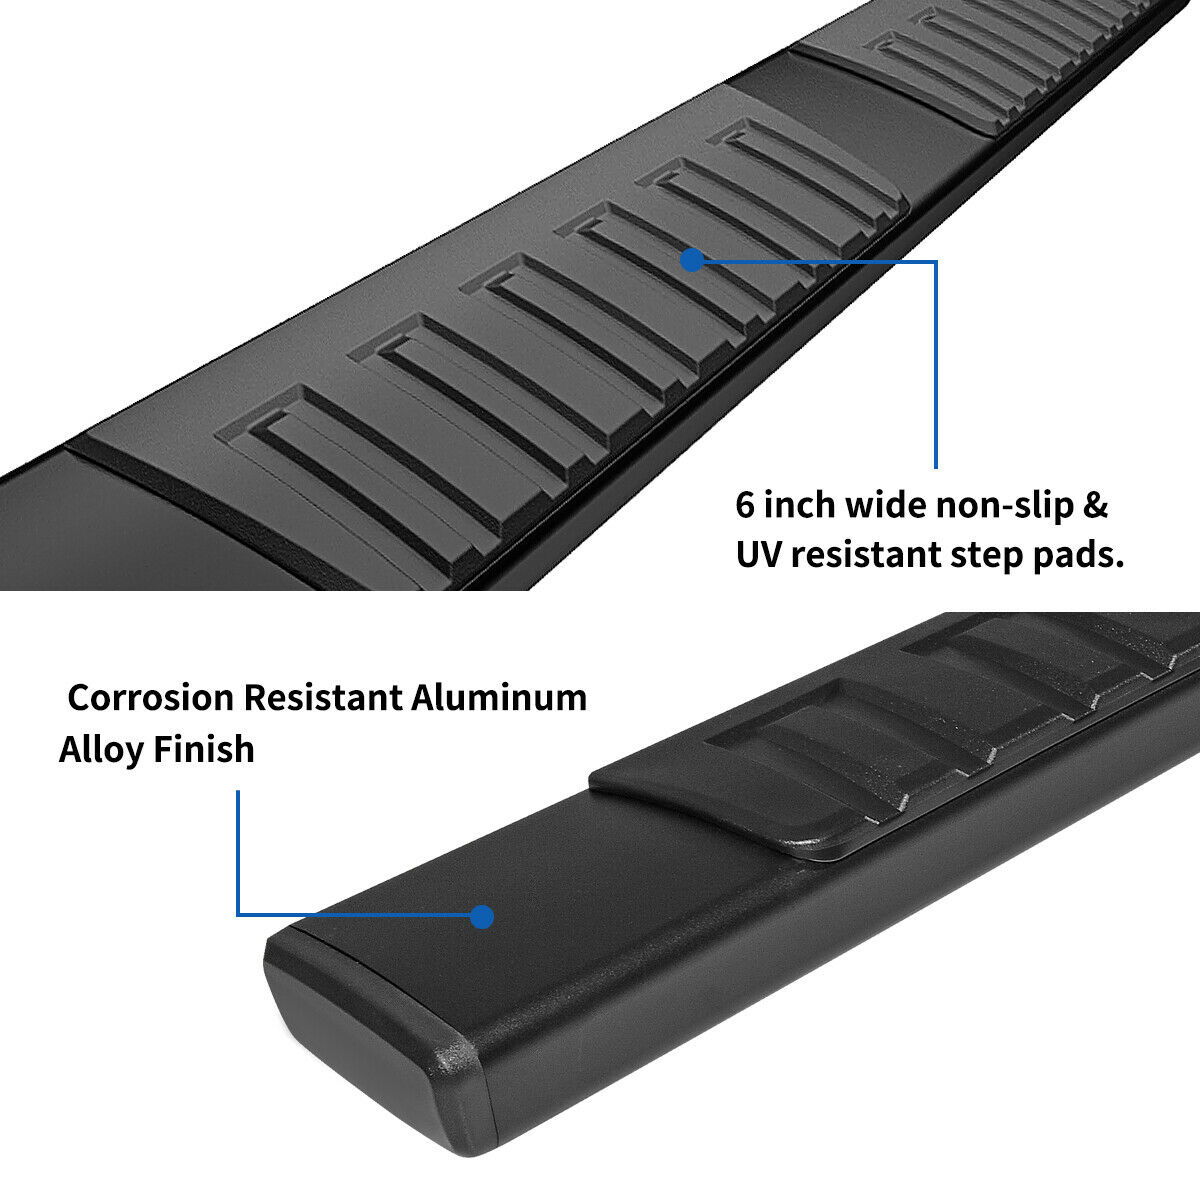 6 inch wide non-slip &
UV resistant step pads.
Corrosion Resistant Aluminum
Alloy Finish